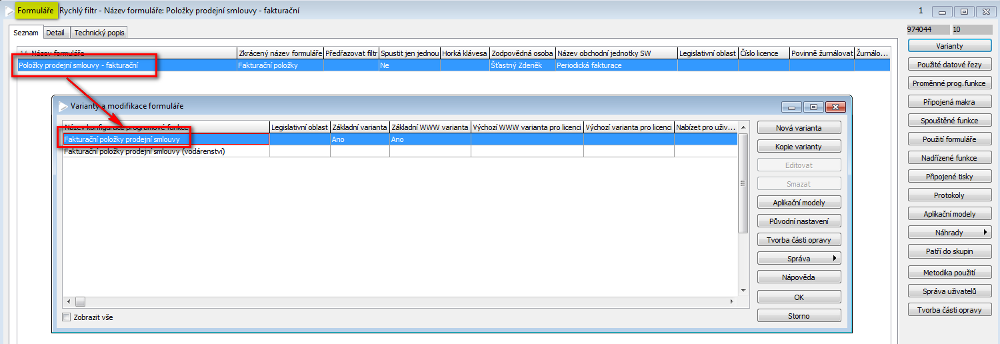 Formuláře Rychlý filtr - Název formuláře: Položky prodejní smlouvy - fakturační 1
Seznam Detail Technický popis 974044 10
Název formuláře Zkrácený název formuláře Předřazovat filtr Spustit jen jednou Horká klávesa Zodpovědná osoba Název obchodní jednotky SW Legislativní oblast Číslo licence Povinně žurnálovat Žurnálo...
Položky prodejní smlouvy - fakturační Fakturační položky Ne Šťastný Zdeněk Periodická fakturace
Varianty
Použité datové řezy
Proměnné prog.funkce
Připojená makra
Spouštěné funkce
Použití formuláře
Nadřízené funkce
Připojené tisky
Protokoly
Aplikační modely
Náhrady
Patří do skupin
Metodika použití
Správa uživatelů
Tvorba části opravy
Varianty a modifikace formuláře
Název konfigurace programové funkce Legislativní oblast Základní varianta Základní WWW varianta Výchozí WWW varianta pro licenci Výchozí varianta pro licenci Nabízet pro uživ...
Fakturační položky prodejní smlouvy Ano Ano
Fakturační položky prodejní smlouvy (vodárenství)
Nová varianta
Kopie varianty
Editovat
Smazat
Aplikační modely
Původní nastavení
Tvorba části opravy
Správa
Nápověda
OK
Storno
Zobrazit vše